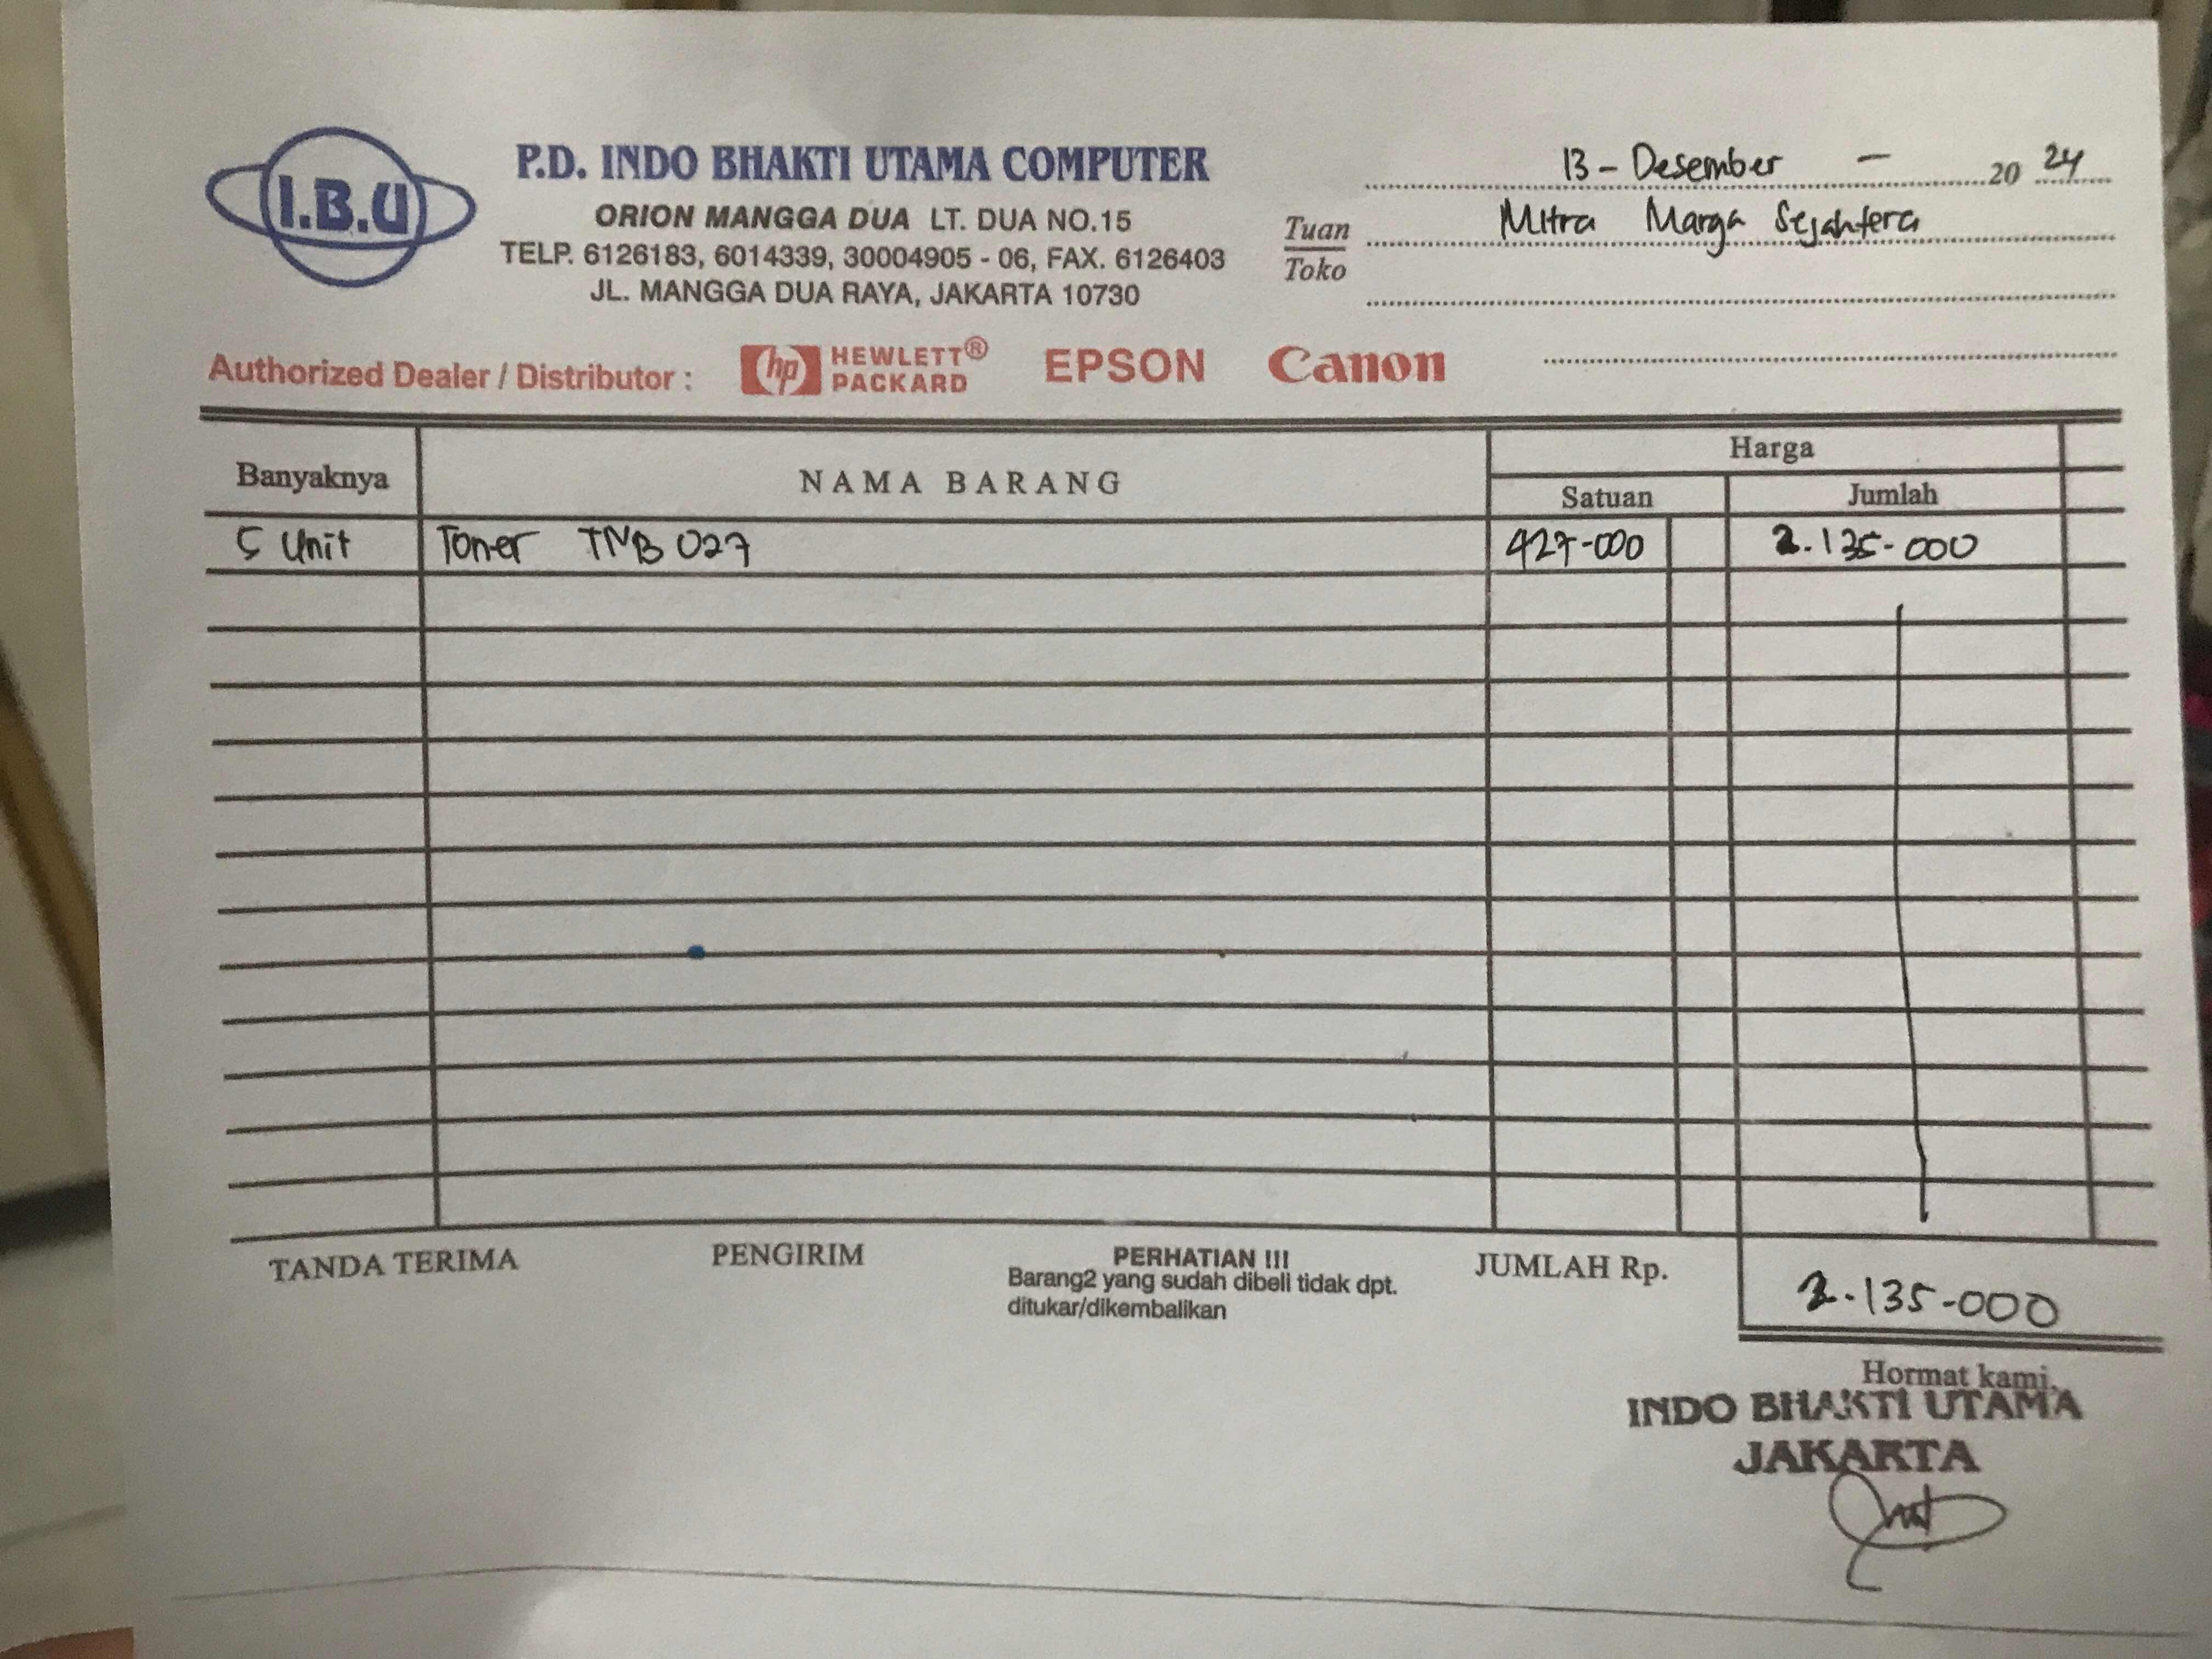 I.B.U
P.D. INDO BHAKTI UTAMA COMPUTER
ORION MANGGA DUA LT. DUA NO.15
TELP. 6126183, 6014339, 30004905 - 06, FAX. 6126403
JL. MANGGA DUA RAYA, JAKARTA 10730
13 - Desember - 20 24
Tuan Mitra Marga Sejahtera
Toko
Authorized Dealer / Distributor : hp HEWLETT® PACKARD EPSON Canon
Banyaknya NAMA BARANG Harga
Satuan Jumlah
5 Unit Toner TNB 027 427-000 2.135-000
TANDA TERIMA PENGIRIM PERHATIAN !!! JUMLAH Rp. 2.135-000
Barang2 yang sudah dibeli tidak dpt.
ditukar/dikembalikan
Hormat kami,
INDO BHAKTI UTAMA
JAKARTA